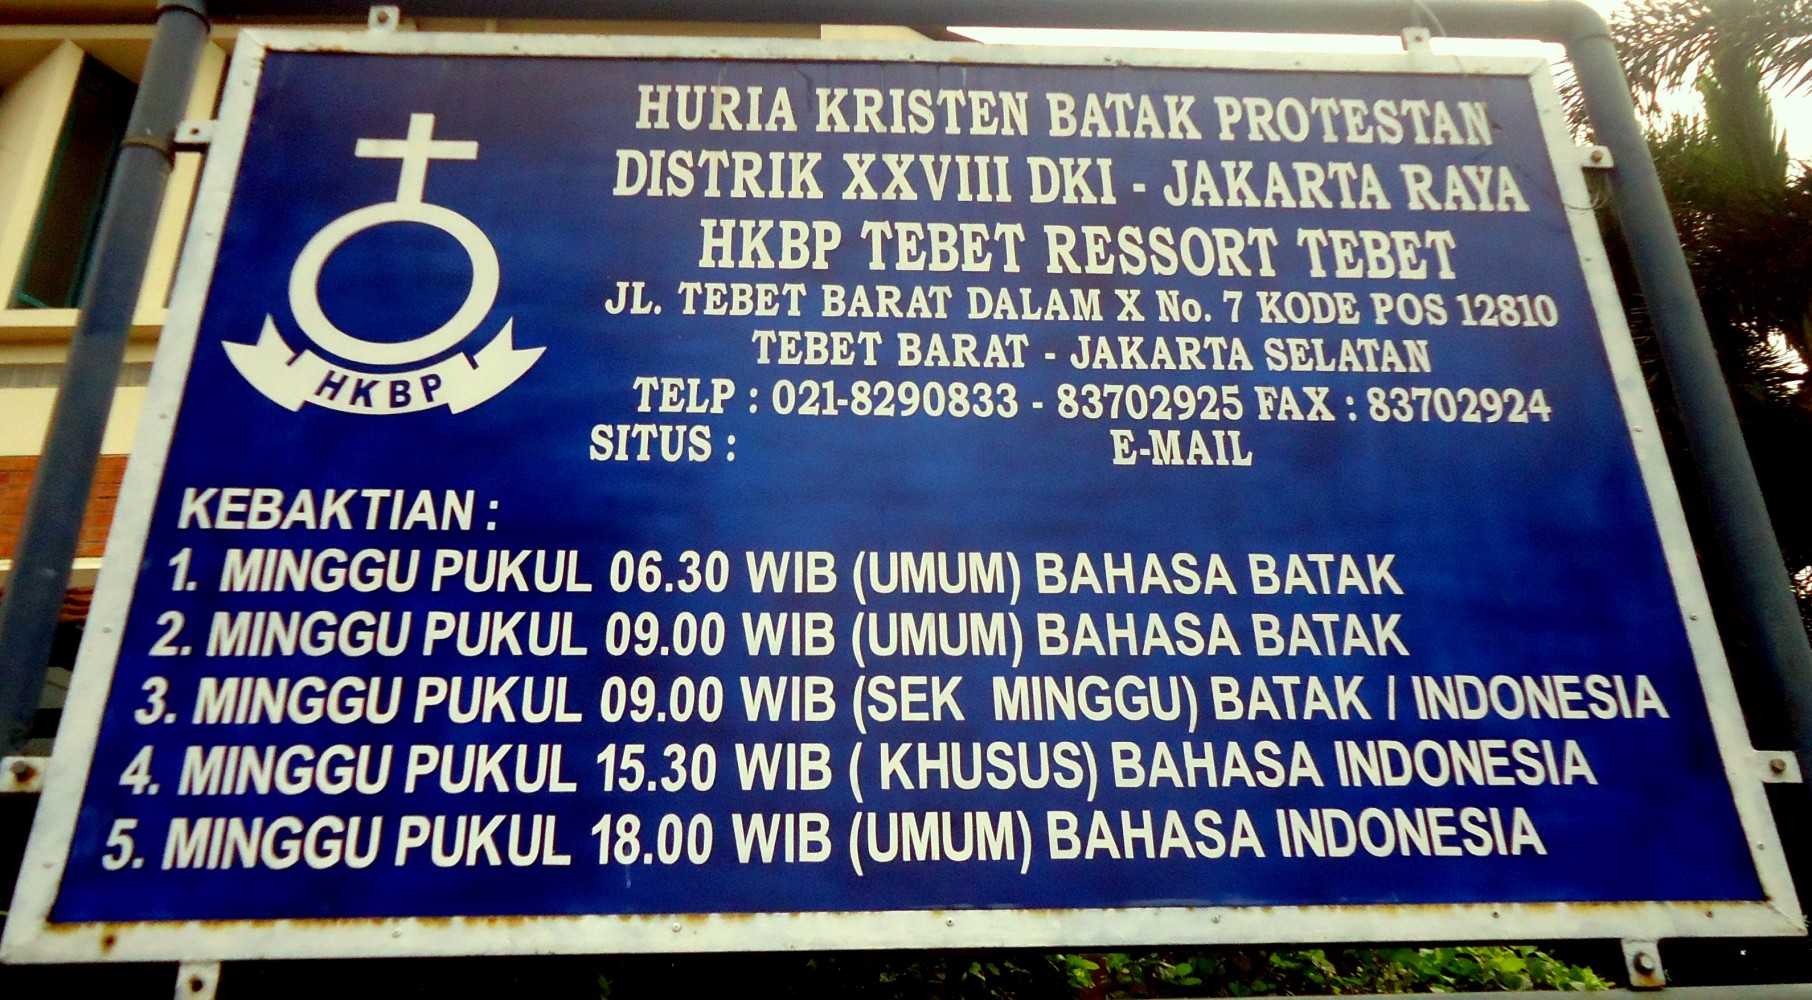 HKBP
HURIA KRISTEN BATAK PROTESTAN
DISTRIK XXVIII DKI - JAKARTA RAYA
HKBP TEBET RESSORT TEBET
JL. TEBET BARAT DALAM X No. 7 KODE POS 12810
TEBET BARAT - JAKARTA SELATAN
TELP : 021-8290833 - 83702925 FAX : 83702924
SITUS : E-MAIL
KEBAKTIAN :
1. MINGGU PUKUL 06.30 WIB (UMUM) BAHASA BATAK
2. MINGGU PUKUL 09.00 WIB (UMUM) BAHASA BATAK
3. MINGGU PUKUL 09.00 WIB (SEK MINGGU) BATAK / INDONESIA
4. MINGGU PUKUL 15.30 WIB ( KHUSUS) BAHASA INDONESIA
5. MINGGU PUKUL 18.00 WIB (UMUM) BAHASA INDONESIA